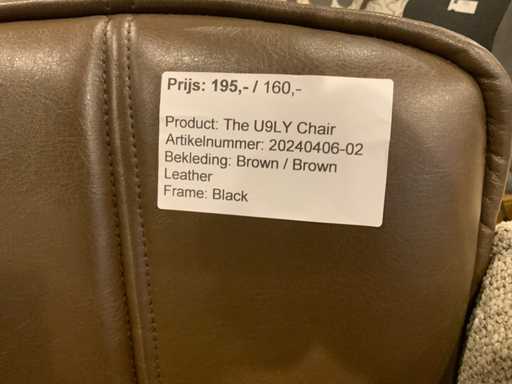 Prijs: 195,- / 160,-
Product: The U9LY Chair
Artikelnummer: 20240406-02
Bekleding: Brown / Brown
Leather
Frame: Black